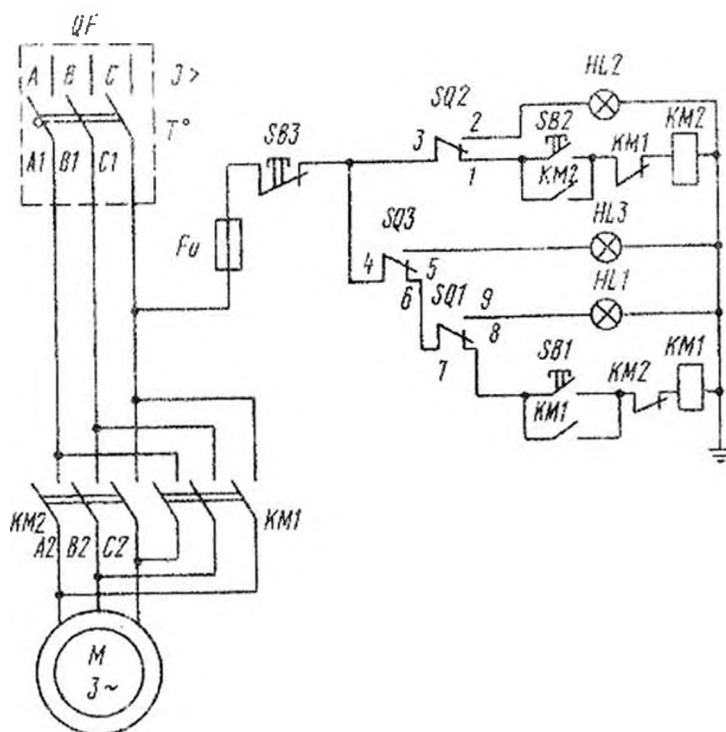 QF
A B C
J >
T°
A1 B1 C1
HL2
SQ2
SB3
3
2
SB2
KM1
KM2
1
KM2
Fu
SQ3
HL3
4
5
6
SQ1
9
HL1
8
7
SB1
KM2
KM1
KM1
KM2
KM1
A2 B2 C2
M
3~